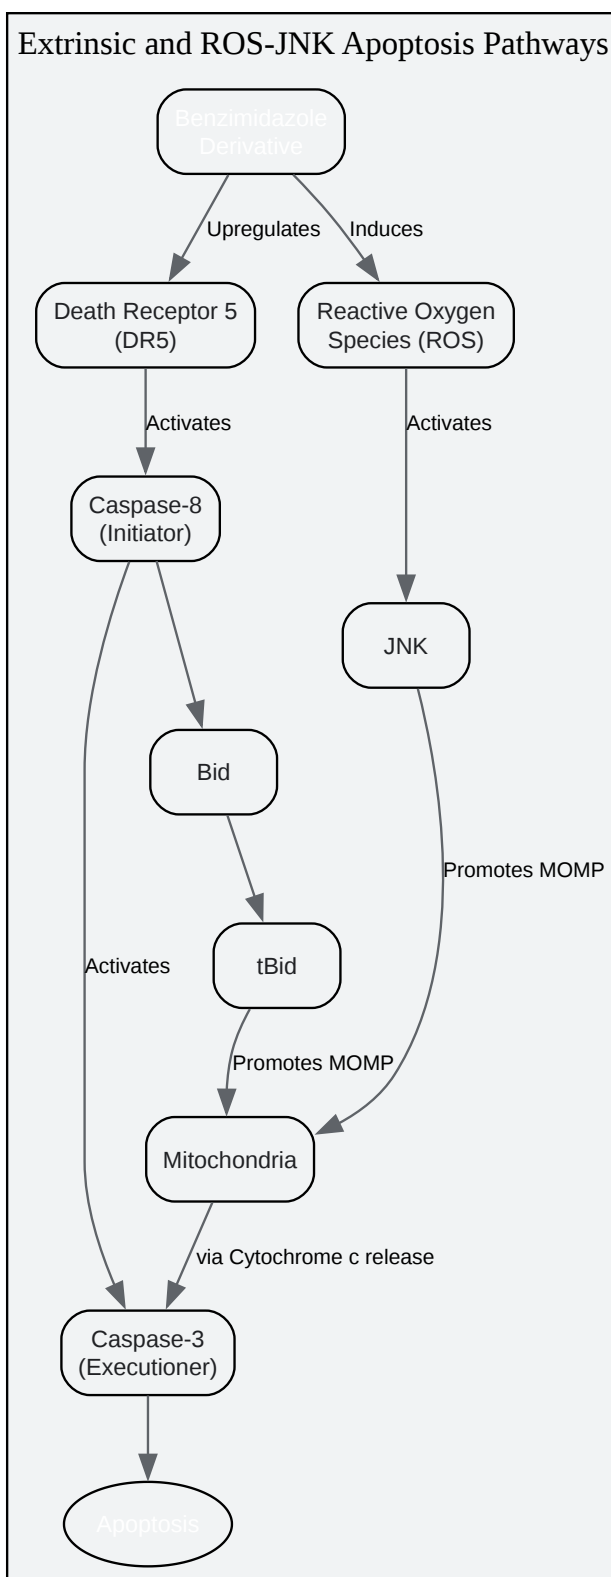 Extrinsic and ROS-JNK Apoptosis Pathways
Benzimidazole
Derivative
Upregulates
Induces
Death Receptor 5
(DR5)
Reactive Oxygen
Species (ROS)
Activates
Activates
Caspase-8
(Initiator)
JNK
Bid
Promotes MOMP
Activates
tBid
Promotes MOMP
Mitochondria
via Cytochrome c release
Caspase-3
(Executioner)
Apoptosis